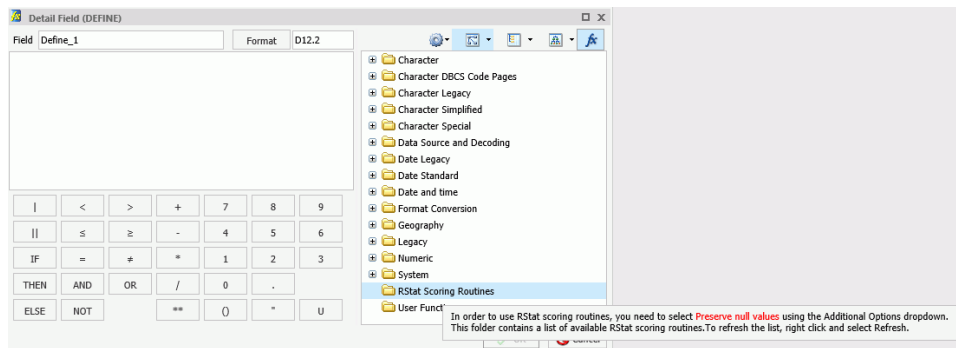 Detail Field (DEFINE)
Field Define_1 Format D12.2 fx
Character
Character DBCS Code Pages
Character Legacy
Character Simplified
Character Special
Data Source and Decoding
Date Legacy
Date Standard
Date and time
Format Conversion
Geography
Legacy
Numeric
System
RStat Scoring Routines
User Funct
| < > + 7 8 9
|| ≤ ≥ - 4 5 6
IF = ≠ * 1 2 3
THEN AND OR / 0 .
ELSE NOT ** () " U
In order to use RStat scoring routines, you need to select Preserve null values using the Additional Options dropdown.
This folder contains a list of available RStat scoring routines.To refresh the list, right click and select Refresh.